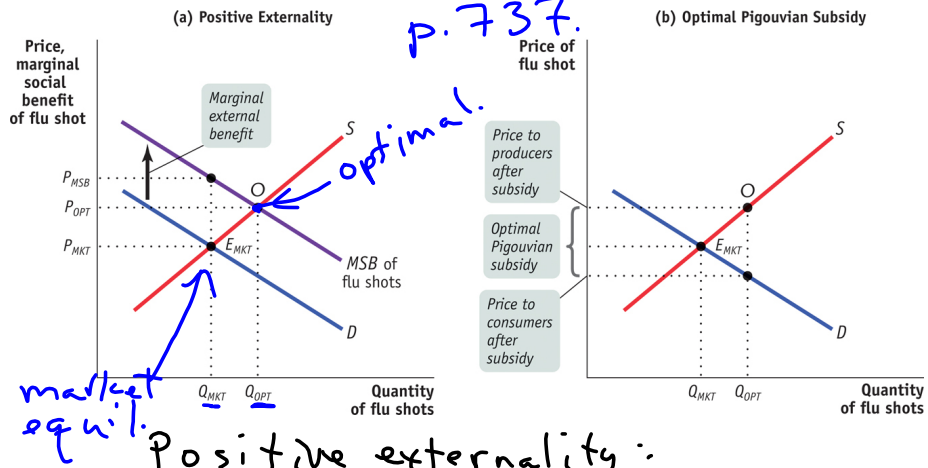 (a) Positive Externality
p. 737.
(b) Optimal Pigouvian Subsidy
Price,
marginal
social
benefit
of flu shot
Marginal
external
benefit
S
optimal.
O
P_MSB
P_OPT
P_MKT
E_MKT
MSB of
flu shots
D
Q_MKT
Q_OPT
Quantity
of flu shots
market
equil.
Price of
flu shot
Price to
producers
after
subsidy
Optimal
Pigouvian
subsidy
Price to
consumers
after
subsidy
S
O
E_MKT
D
Q_MKT
Q_OPT
Quantity
of flu shots
Positive externality: